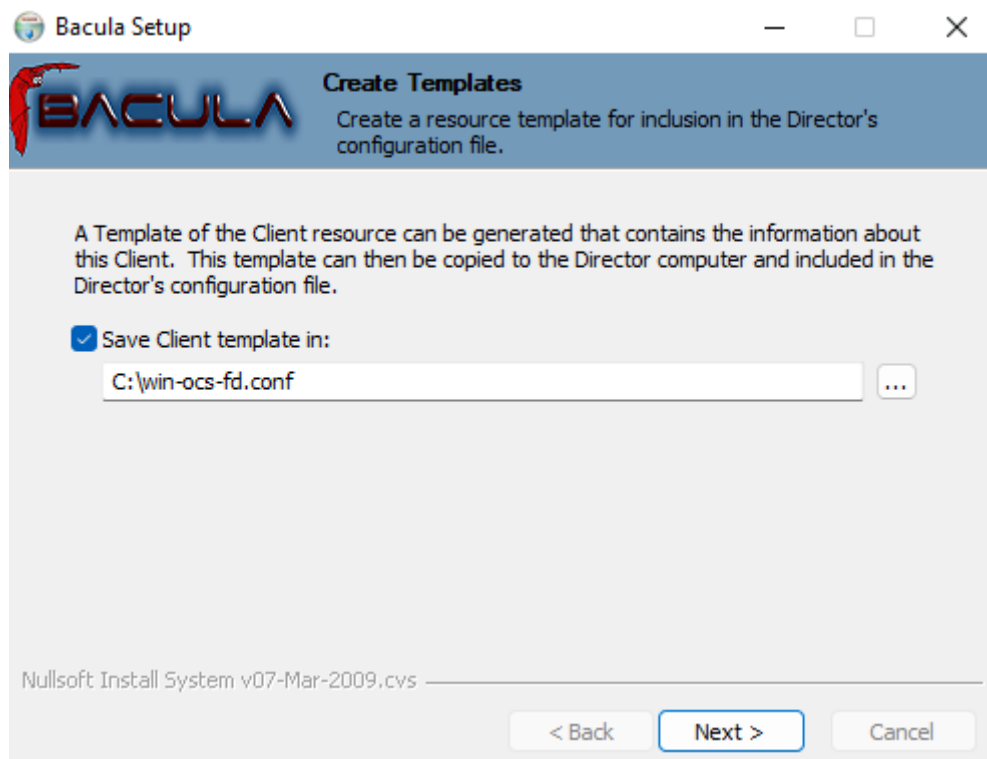 Bacula Setup
BACULA
Create Templates
Create a resource template for inclusion in the Director's
configuration file.
A Template of the Client resource can be generated that contains the information about
this Client.  This template can then be copied to the Director computer and included in the
Director's configuration file.
Save Client template in:
C:\win-ocs-fd.conf
...
Nullsoft Install System v07-Mar-2009.cvs
< Back
Next >
Cancel